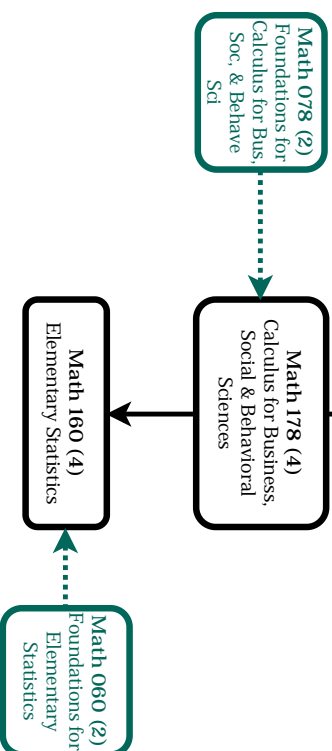 Math 078 (2)
Foundations for
Calculus for Bus,
Soc, & Behave
Sci
Math 178 (4)
Calculus for Business,
Social & Behavioral
Sciences
Math 160 (4)
Elementary Statistics
Math 060 (2)
Foundations for
Elementary
Statistics